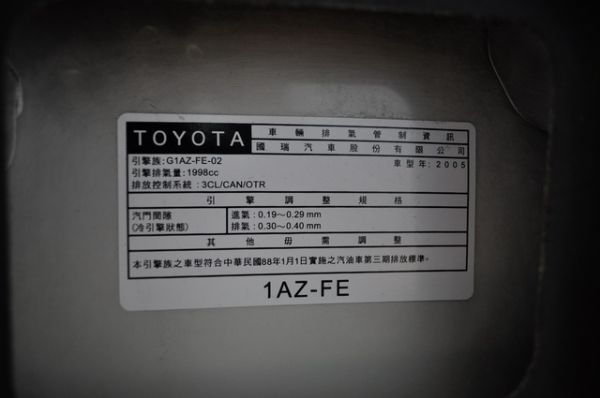 TOYOTA
車輛排氣管制資訊
國瑞汽車股份有限公司
引擎族:G1AZ-FE-02
車型年:2005
引擎排氣量:1998cc
排放控制系統:3CL/CAN/OTR
引擎調整規格
汽門間隙
(冷引擎狀態)
進氣:0.19~0.29 mm
排氣:0.30~0.40 mm
其他毋需調整
本引擎族之車型符合中華民國88年1月1日實施之汽油車第三期排放標準。
1AZ-FE